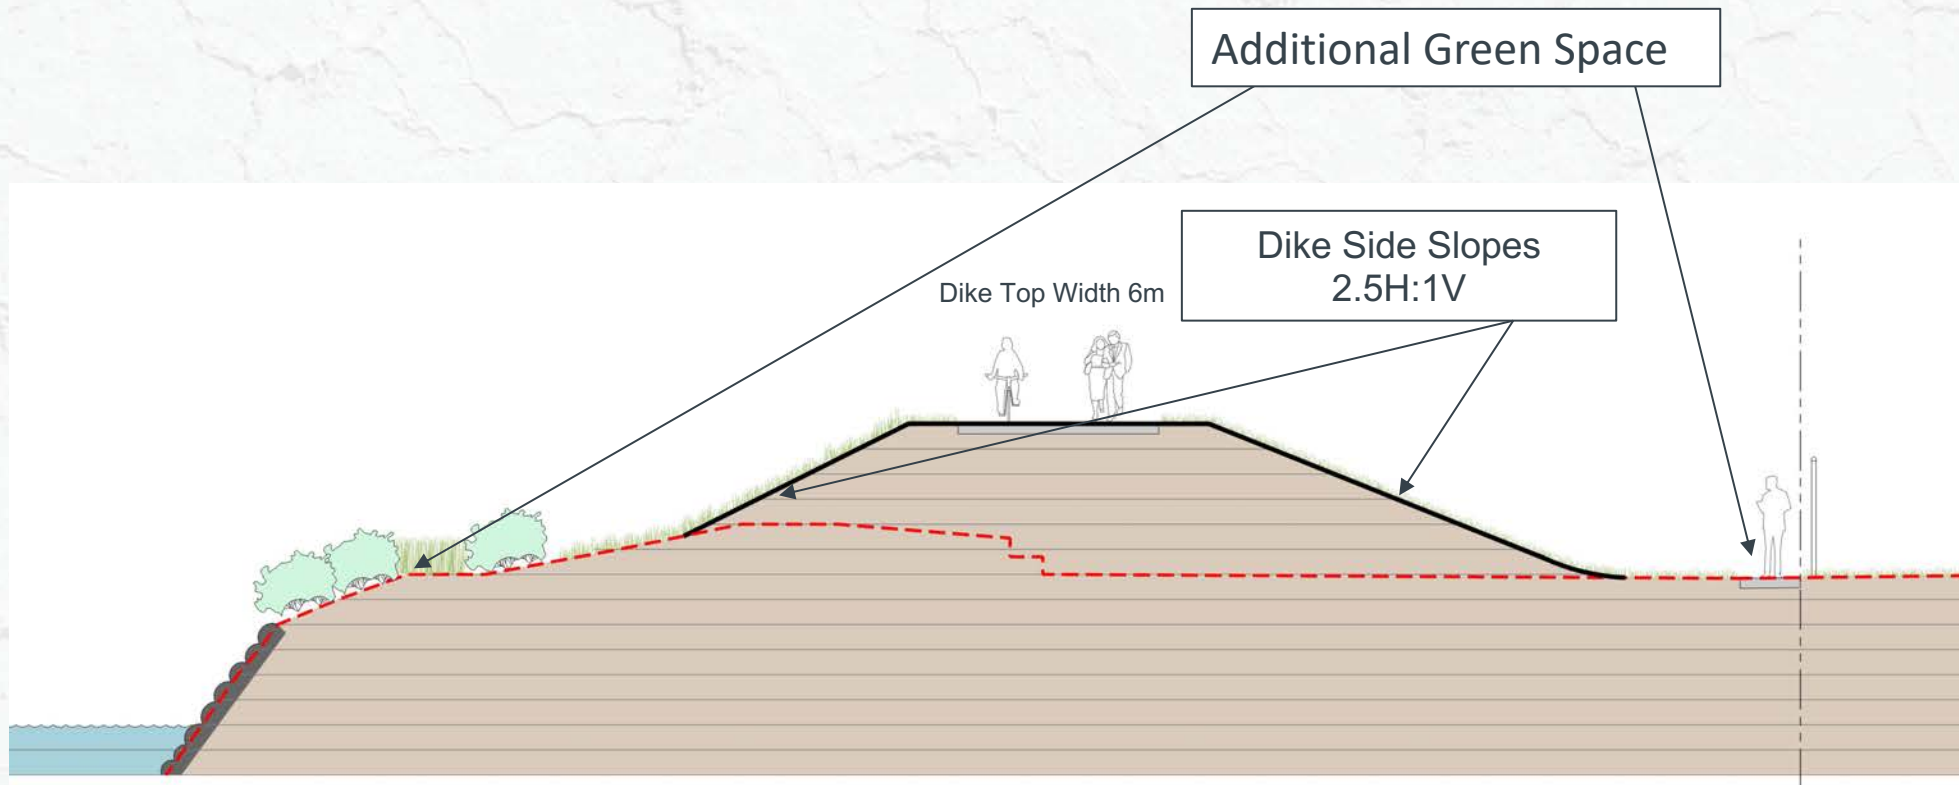 Additional Green Space
Dike Side Slopes
2.5H:1V
Dike Top Width 6m